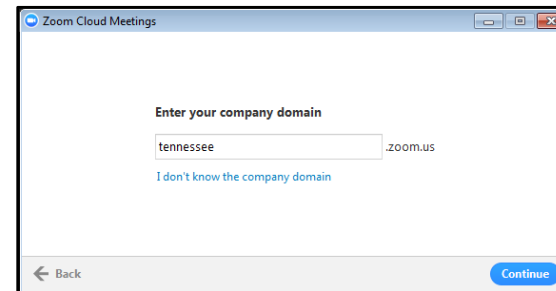 Zoom Cloud Meetings
Enter your company domain
tennessee .zoom.us
I don't know the company domain
Back Continue